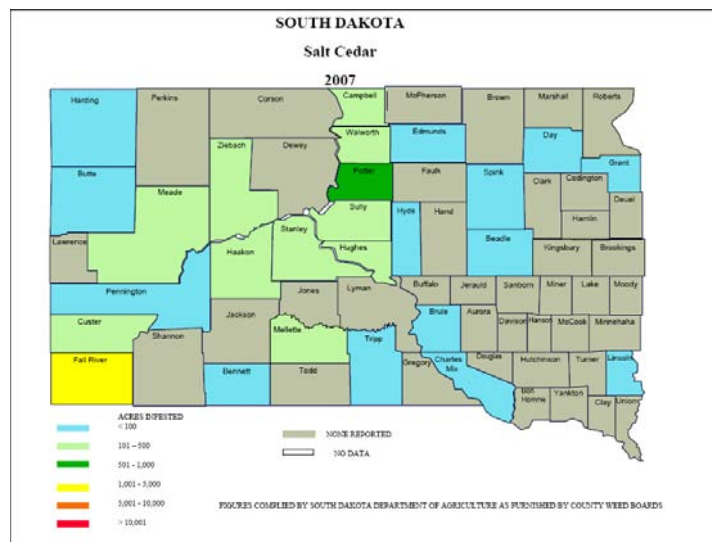 SOUTH DAKOTA
Salt Cedar
2007
Harding
Perkins
Corson
Campbell
McPherson
Brown
Marshall
Roberts
Walworth
Edmunds
Day
Ziebach
Dewey
Butte
Potter
Faulk
Spink
Grant
Clark
Codington
Meade
Sully
Hyde
Hand
Deuel
Hamlin
Stanley
Lawrence
Hughes
Beadle
Kingsbury
Brookings
Haakon
Pennington
Jones
Lyman
Buffalo
Jerauld
Sanborn
Miner
Lake
Moody
Jackson
Custer
Shannon
Mellette
Brule
Aurora
Davison
Hanson
McCook
Minnehaha
Tripp
Fall River
Bennett
Todd
Gregory
Charles
Mix
Douglas
Hutchinson
Turner
Lincoln
Bon
Homme
Yankton
Clay
Union
ACRES INFESTED
< 100
101 - 500
501 - 1,000
1,001 - 5,000
5,001 - 10,000
> 10,001
NONE REPORTED
NO DATA
FIGURES COMPLIED BY SOUTH DAKOTA DEPARTMENT OF AGRICULTURE AS FURNISHED BY COUNTY WEED BOARDS